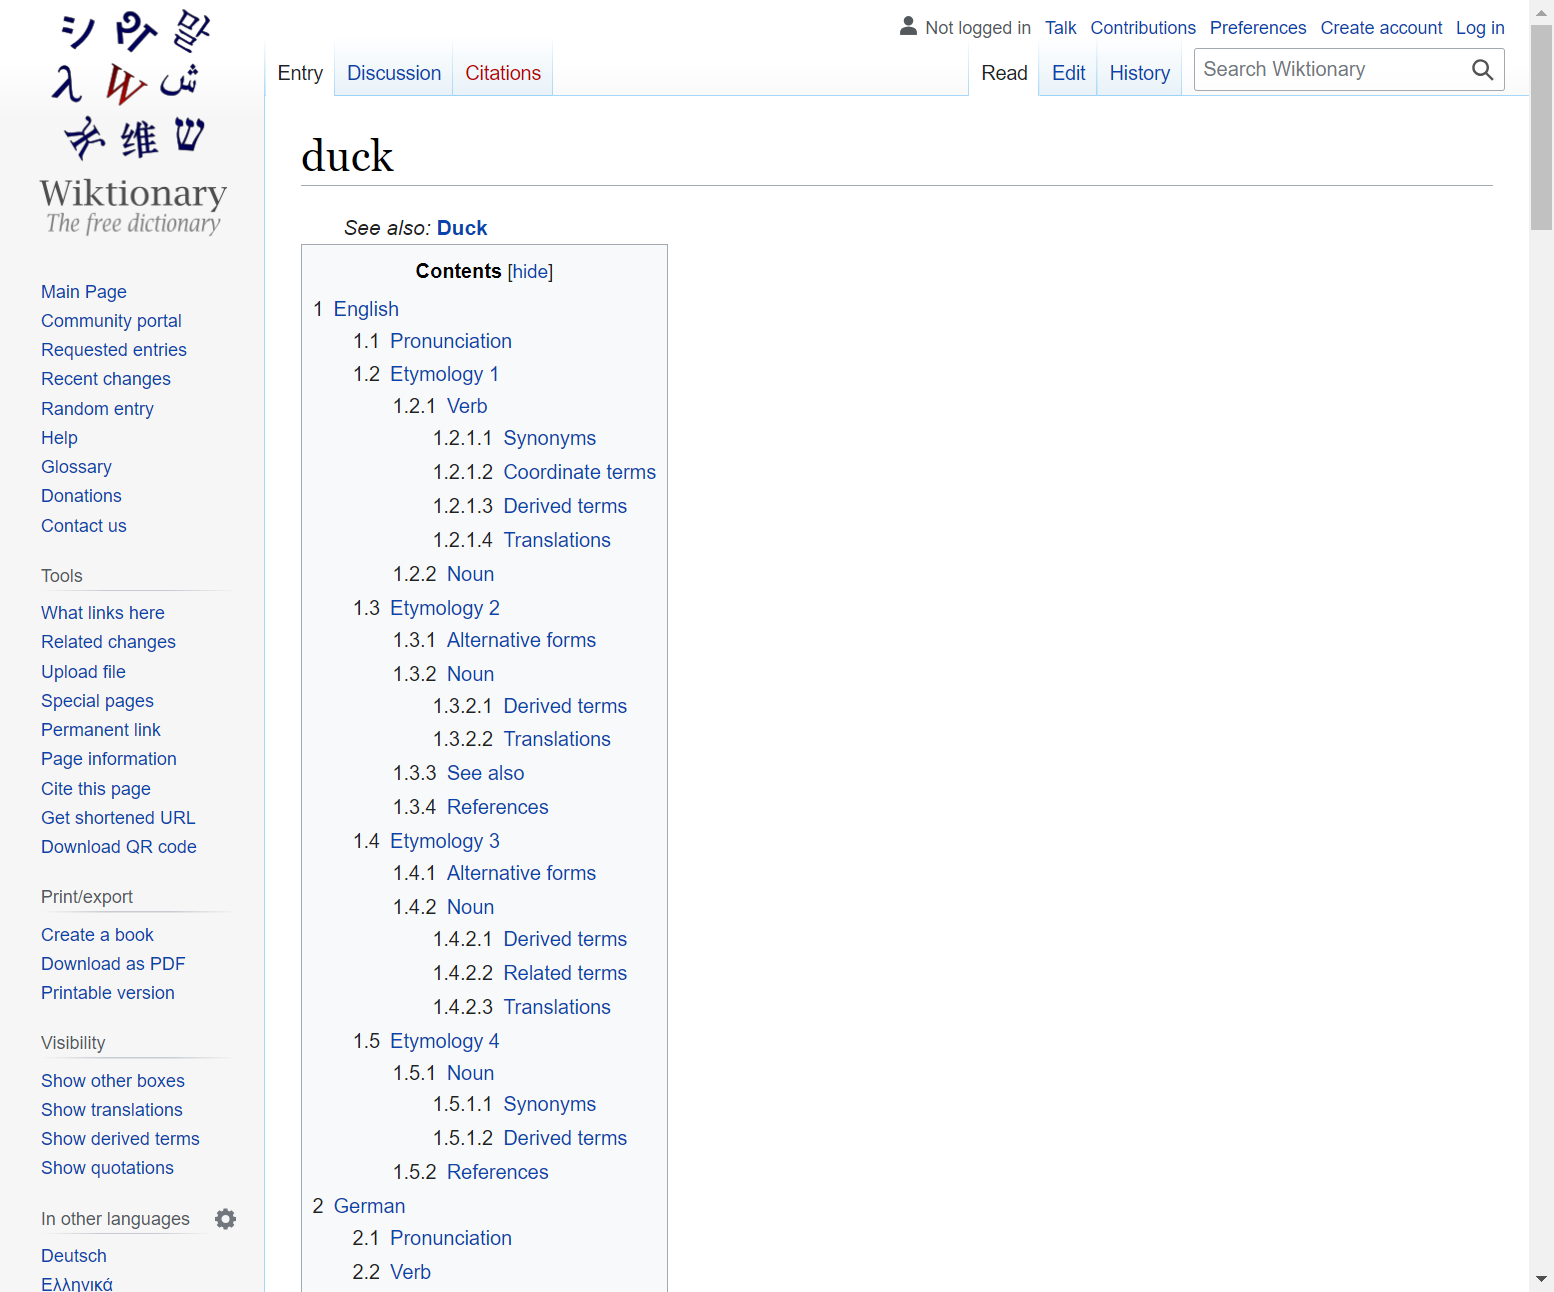 シ
வி
말
λ
W
ش
维
ש
Wiktionary
The free dictionary
Not logged in
Talk
Contributions
Preferences
Create account
Log in
Entry
Discussion
Citations
Read
Edit
History
Search Wiktionary
Main Page
Community portal
Requested entries
Recent changes
Random entry
Help
Glossary
Donations
Contact us
Tools
What links here
Related changes
Upload file
Special pages
Permanent link
Page information
Cite this page
Get shortened URL
Download QR code
Print/export
Create a book
Download as PDF
Printable version
Visibility
Show other boxes
Show translations
Show derived terms
Show quotations
In other languages
Deutsch
Ελληνικά
duck
See also: Duck
Contents [hide]
1 English
1.1 Pronunciation
1.2 Etymology 1
1.2.1 Verb
1.2.1.1 Synonyms
1.2.1.2 Coordinate terms
1.2.1.3 Derived terms
1.2.1.4 Translations
1.2.2 Noun
1.3 Etymology 2
1.3.1 Alternative forms
1.3.2 Noun
1.3.2.1 Derived terms
1.3.2.2 Translations
1.3.3 See also
1.3.4 References
1.4 Etymology 3
1.4.1 Alternative forms
1.4.2 Noun
1.4.2.1 Derived terms
1.4.2.2 Related terms
1.4.2.3 Translations
1.5 Etymology 4
1.5.1 Noun
1.5.1.1 Synonyms
1.5.1.2 Derived terms
1.5.2 References
2 German
2.1 Pronunciation
2.2 Verb